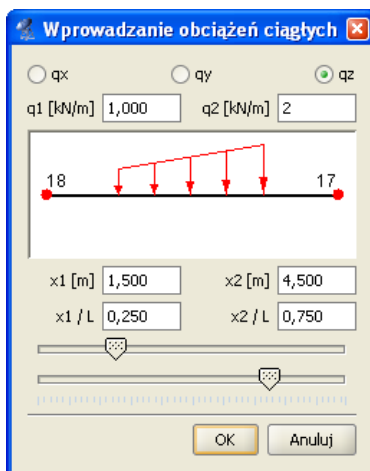 Wprowadzanie obciążeń ciągłych
qx qy qz
q1 [kN/m] 1,000 q2 [kN/m] 2
18 17
x1 [m] 1,500 x2 [m] 4,500
x1 / L 0,250 x2 / L 0,750
OK Anuluj